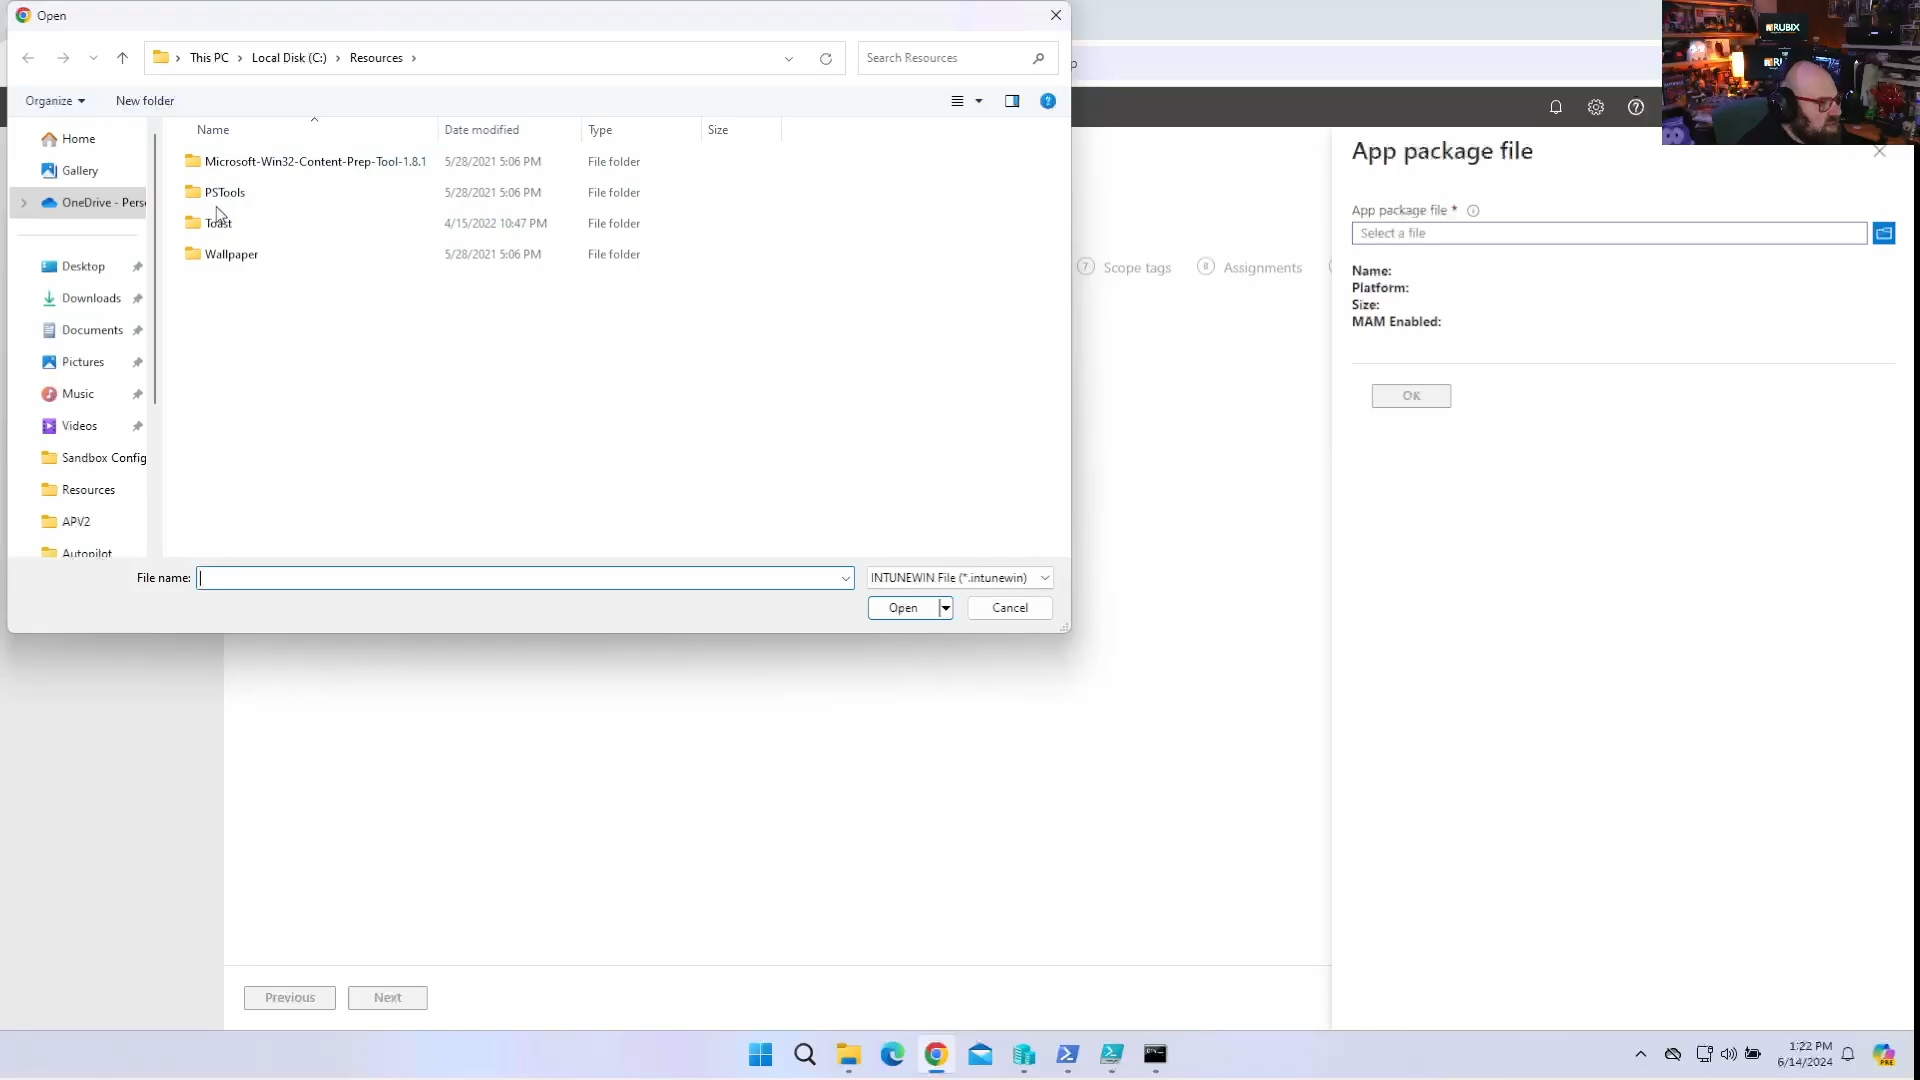 Open
This PC
Local Disk (C:)
Resources
Search Resources
Organize
New folder
Name
Date modified
Type
Size
Home
Gallery
OneDrive - Pers
Desktop
Downloads
Documents
Pictures
Music
Videos
Sandbox Config
Resources
APV2
Autopilot
Microsoft-Win32-Content-Prep-Tool-1.8.1 5/28/2021 5:06 PM File folder
PSTools 5/28/2021 5:06 PM File folder
Toast 4/15/2022 10:47 PM File folder
Wallpaper 5/28/2021 5:06 PM File folder
File name:
INTUNEWIN File (*.intunewin)
Open
Cancel
7 Scope tags
8 Assignments
RUBIX
App package file
App package file *
Select a file
Name:
Platform:
Size:
MAM Enabled:
OK
Previous
Next
1:22 PM
6/14/2024
PRE